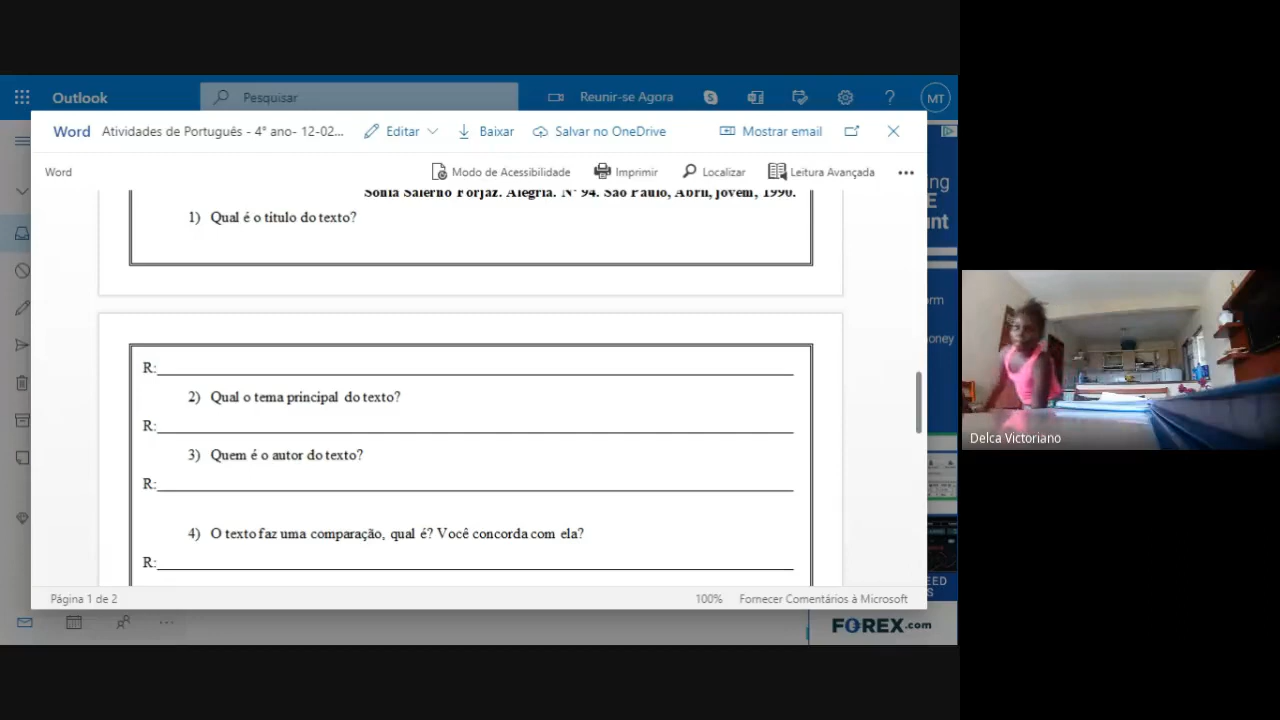 Outlook
Pesquisar
Reunir-se Agora
MT
Word Atividades de Português - 4° ano- 12-02...
Editar
Baixar
Salvar no OneDrive
Mostrar email
Word
Modo de Acessibilidade
Imprimir
Localizar
Leitura Avançada
Sonia Salerno Forjaz. Alegria. N° 94. São Paulo, Abril, jovem, 1990.
1) Qual é o título do texto?
R:
2) Qual o tema principal do texto?
R:
3) Quem é o autor do texto?
R:
4) O texto faz uma comparação, qual é? Você concorda com ela?
R:
Página 1 de 2
100%
Fornecer Comentários à Microsoft
FOREX.com
Delca Victoriano